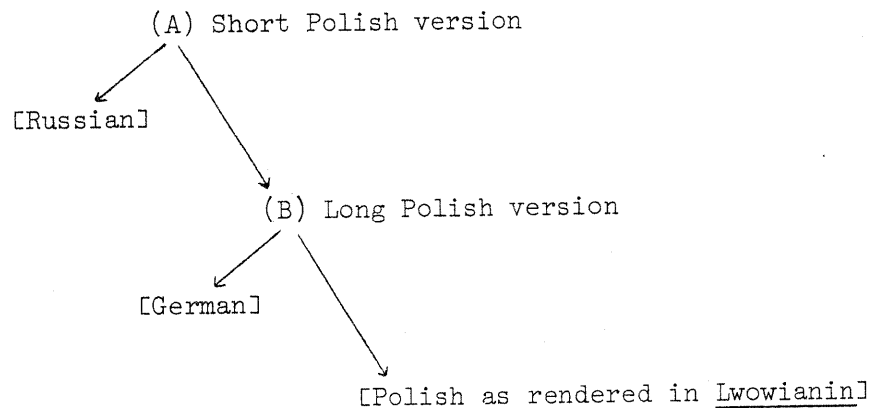 (A) Short Polish version
[Russian]
(B) Long Polish version
[German]
[Polish as rendered in Lwowianin]